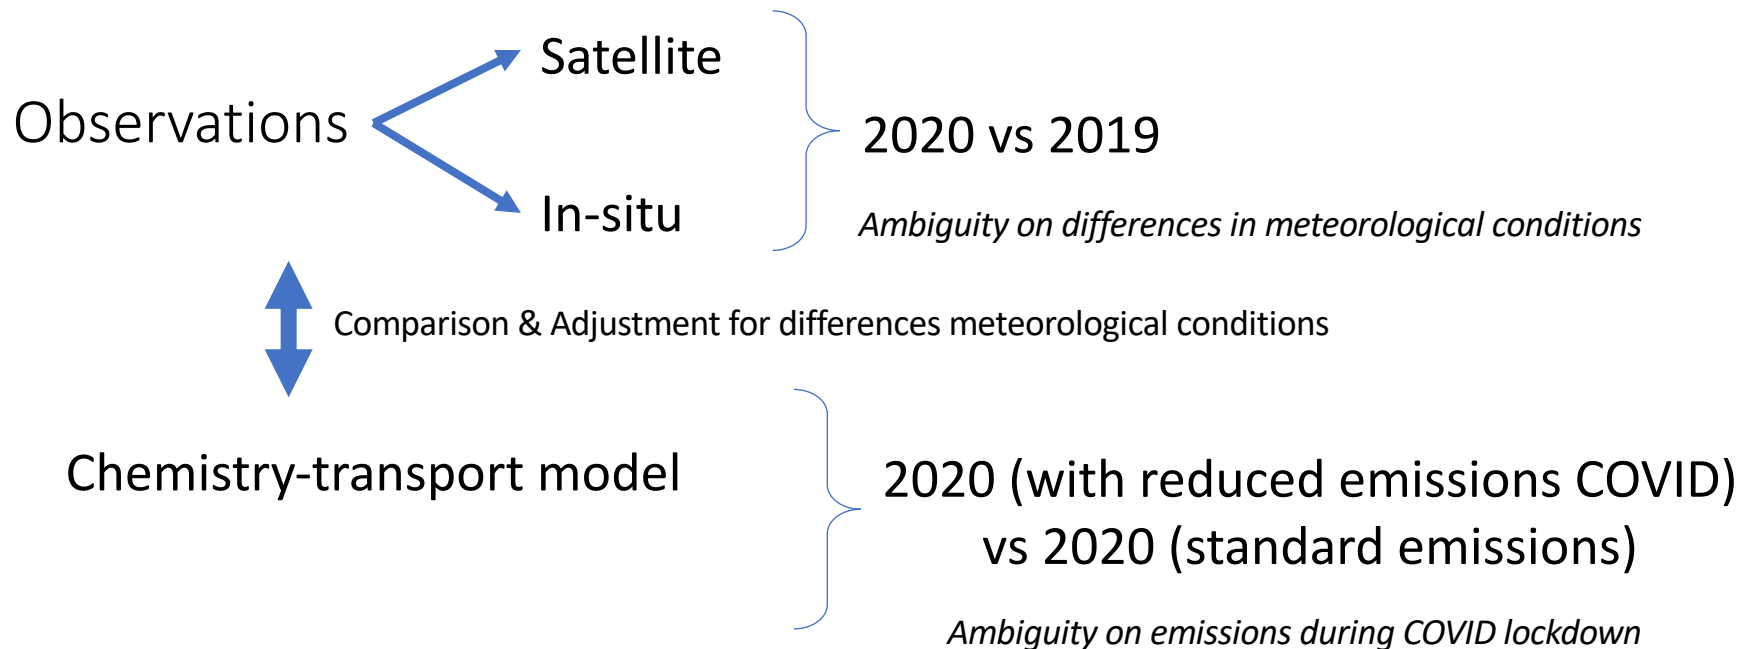 Satellite
Observations
2020 vs 2019
In-situ
Ambiguity on differences in meteorological conditions
Comparison & Adjustment for differences meteorological conditions
Chemistry-transport model
2020 (with reduced emissions COVID)
vs 2020 (standard emissions)
Ambiguity on emissions during COVID lockdown